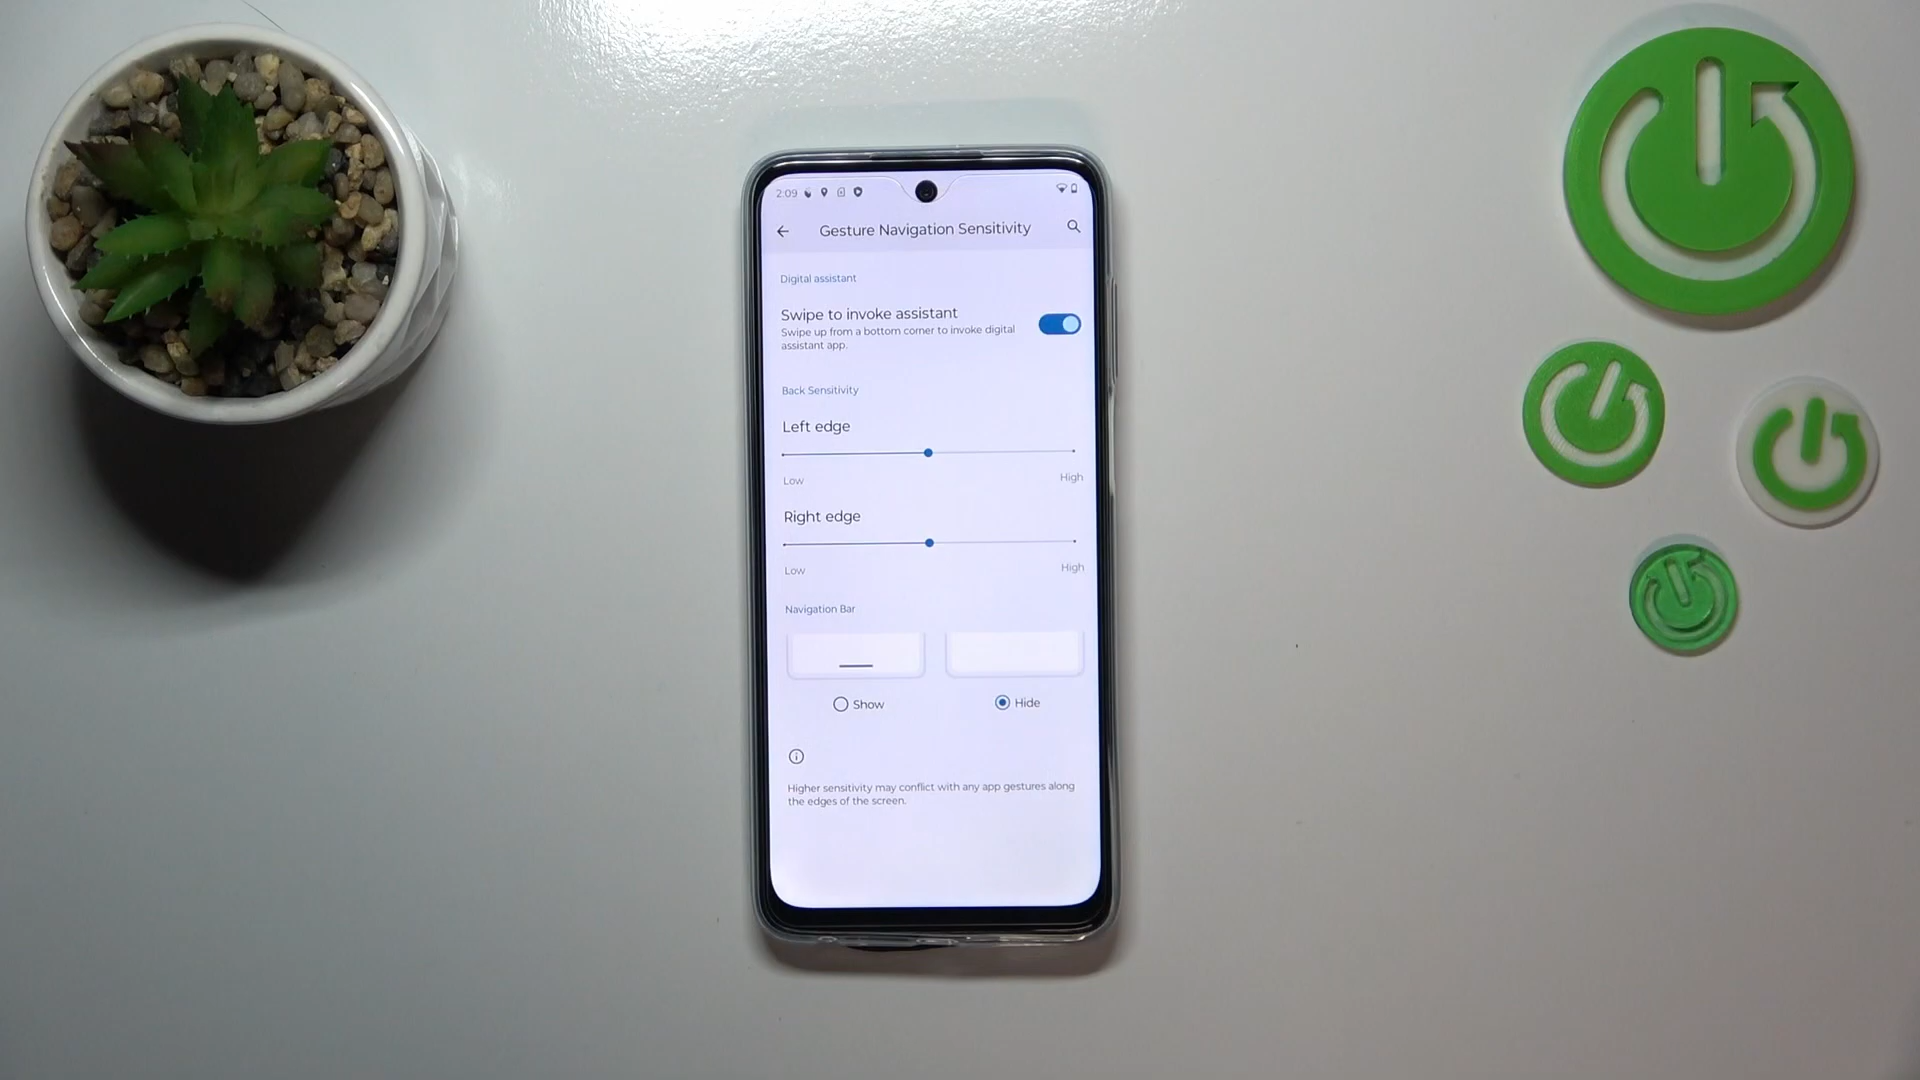 2:09
Gesture Navigation Sensitivity
Digital assistant
Swipe to invoke assistant
Swipe up from a bottom corner to invoke digital
assistant app.
Back Sensitivity
Left edge
Low High
Right edge
Low High
Navigation Bar
Show Hide
Higher sensitivity may conflict with any app gestures along
the edges of the screen.